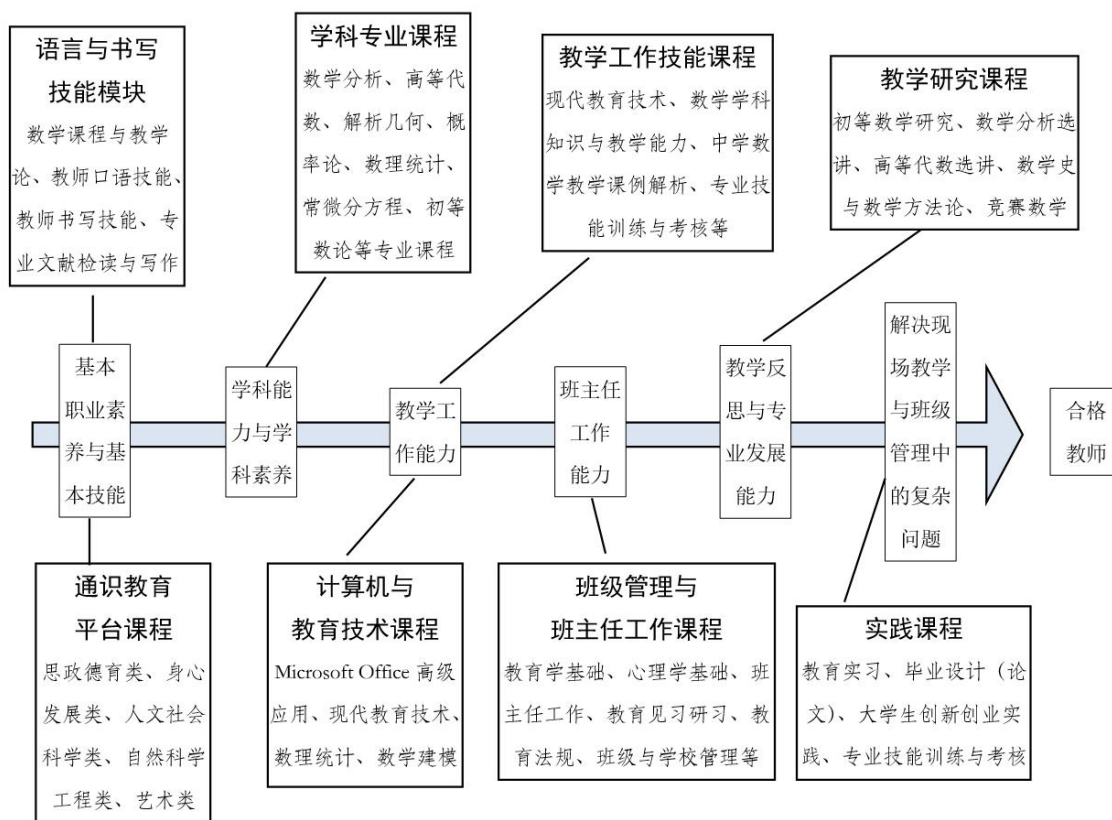 语言与书写
技能模块
数学课程与教学
论、教师口语技能、
教师书写技能、专
业文献检读与写作
学科专业课程
数学分析、高等代
数、解析几何、概
率论、数理统计、
常微分方程、初等
数论等专业课程
教学工作技能课程
现代教育技术、数学学科
知识与教学能力、中学数
学教学课例解析、专业技
能训练与考核等
教学研究课程
初等数学研究、数学分析选
讲、高等代数选讲、数学史
与数学方法论、竞赛数学
基本
职业素
养与基
本技能
学科能
力与学
科素养
教学工
作能力
班主任
工作
能力
教学反
思与专
业发展
能力
解决现
场教学
与班级
管理中
的复杂
问题
合格
教师
通识教育
平台课程
思政德育类、身心
发展类、人文社会
科学类、自然科学
工程类、艺术类
计算机与
教育技术课程
Microsoft Office 高级
应用、现代教育技术、
数理统计、数学建模
班级管理与
班主任工作课程
教育学基础、心理学基础、班
主任工作、教育见习研习、教
育法规、班级与学校管理等
实践课程
教育实习、毕业设计（论
文）、大学生创新创业实
践、专业技能训练与考核